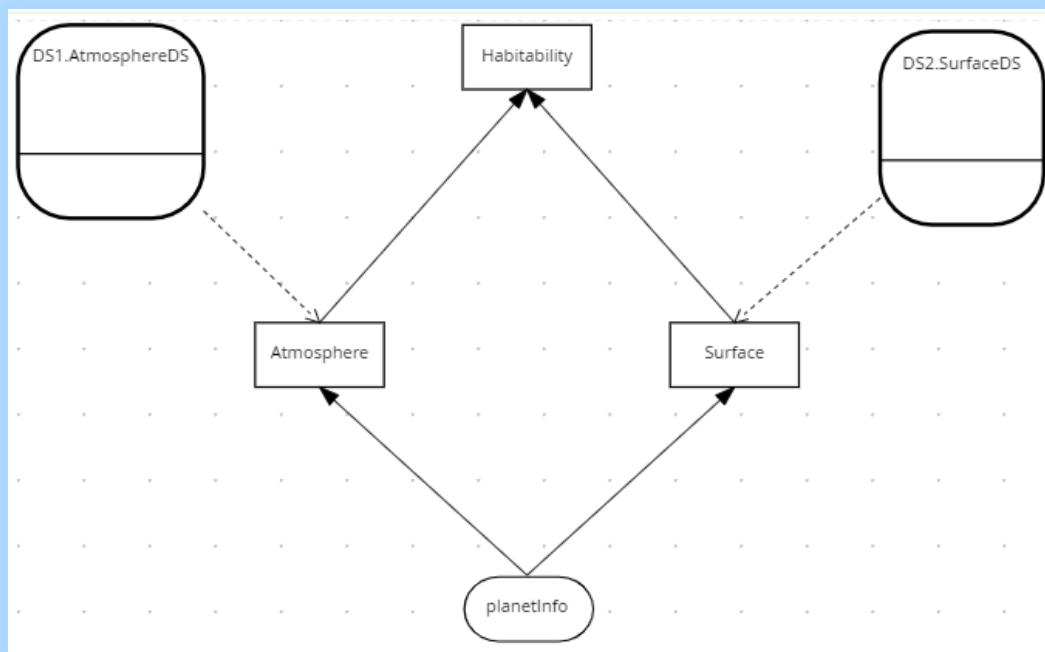 DS1.AtmosphereDS
Habitability
DS2.SurfaceDS
Atmosphere
Surface
planetInfo